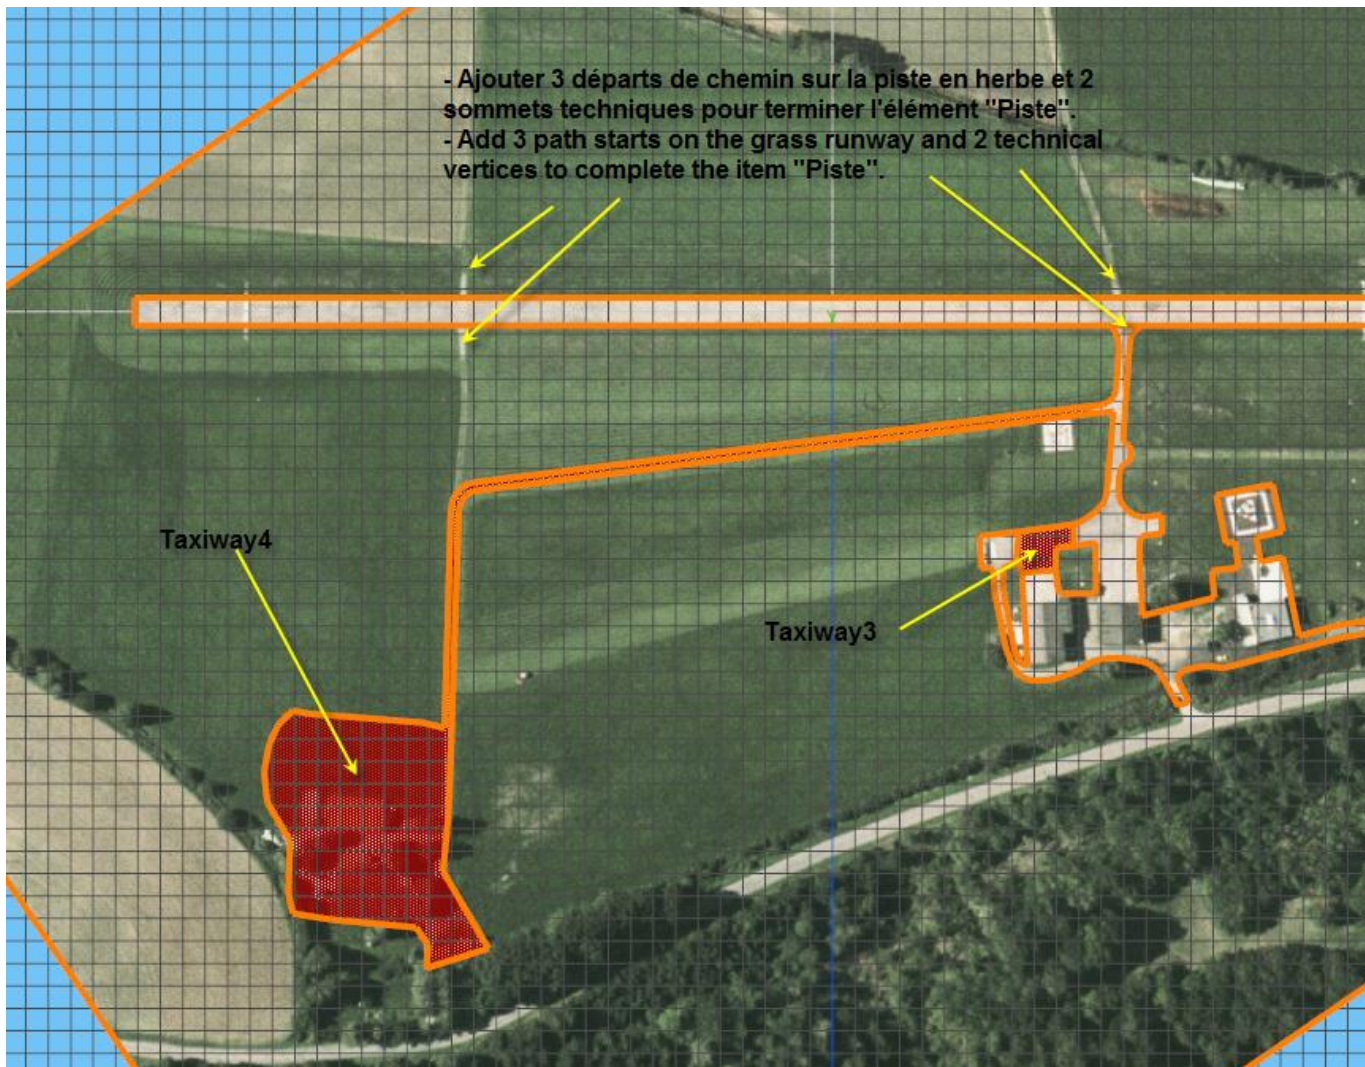 - Ajouter 3 départs de chemin sur la piste en herbe et 2
sommets techniques pour terminer l'élément "Piste".
- Add 3 path starts on the grass runway and 2 technical
vertices to complete the item "Piste".
Taxiway4
Taxiway3